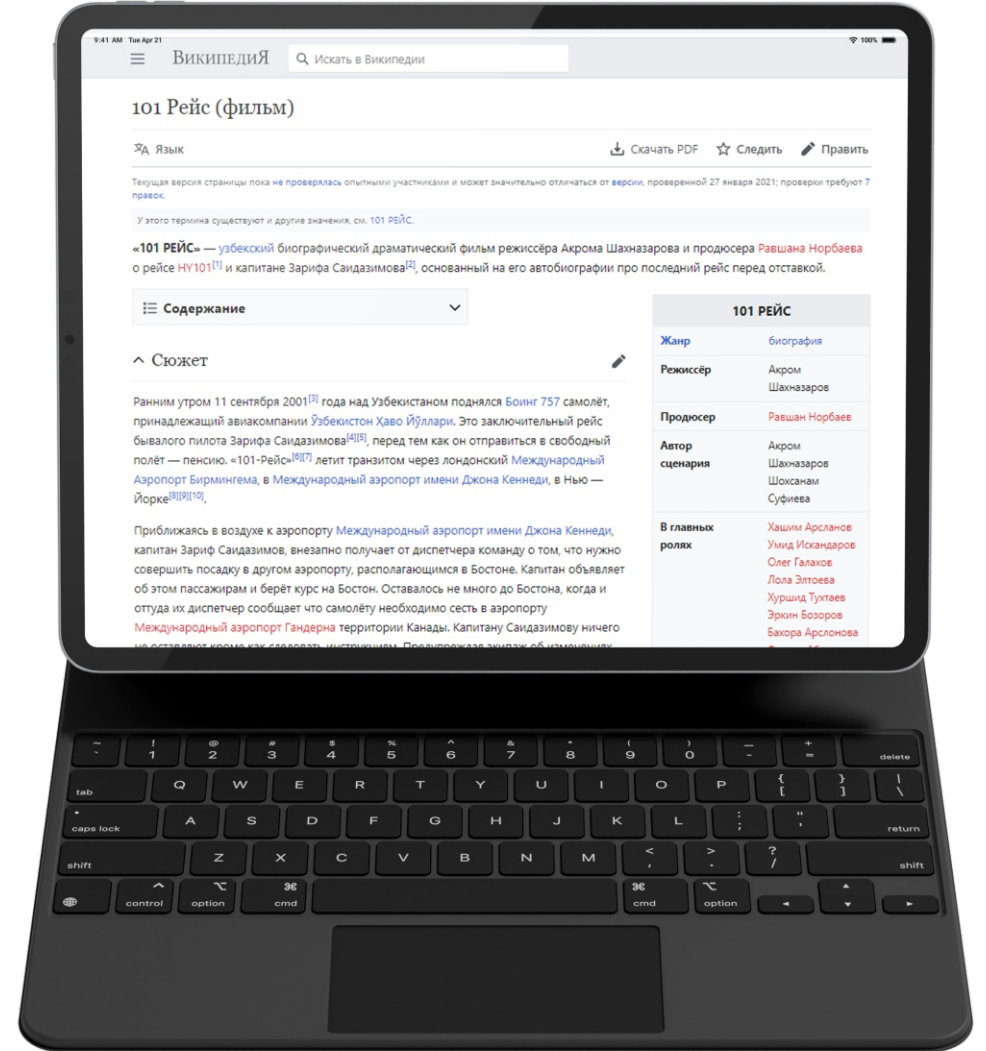 9:41 AM Tue Apr 21
100%
ВИКИПЕДИЯ
Искать в Википедии
101 Рейс (фильм)
Язык
Скачать PDF Следить Править
Текущая версия страницы пока не проверялась опытными участниками и может значительно отличаться от версии, проверенной 27 января 2021; проверки требуют 7
правок.
У этого термина существуют и другие значения, см. 101 РЕЙС.
«101 РЕЙС» — узбекский биографический драматический фильм режиссёра Акрома Шахназарова и продюсера Равшана Норбаева
о рейсе HY101[1] и капитане Зарифа Саидазимова[2], основанный на его автобиографии про последний рейс перед отставкой.
Содержание
Сюжет
Ранним утром 11 сентября 2001[3] года над Узбекистаном поднялся Боинг 757 самолёт,
принадлежащий авиакомпании Ўзбекистон Ҳаво Йўллари. Это заключительный рейс
бывалого пилота Зарифа Саидазимова[4][5], перед тем как он отправиться в свободный
полёт — пенсию. «101-Рейс»[6][7] летит транзитом через лондонский Международный
Аэропорт Бирмингема, в Международный аэропорт имени Джона Кеннеди, в Нью —
Йорке[8][9][10].
Приближаясь в воздухе к аэропорту Международный аэропорт имени Джона Кеннеди,
капитан Зариф Саидазимов, внезапно получает от диспетчера команду о том, что нужно
совершить посадку в другом аэропорту, располагающимся в Бостоне. Капитан объявляет
об этом пассажирам и берёт курс на Бостон. Оставалось не много до Бостона, когда и
оттуда их диспетчер сообщает что самолёту необходимо сесть в аэропорту
Международный аэропорт Гандерна территории Канады. Капитану Саидазимову ничего
не оставляют кроме как следовать инструкциям. Предупреждая экипаж об изменениях
101 РЕЙС
Жанр биография
Режиссёр Акром
Шахназаров
Продюсер Равшан Норбаев
Автор Акром
сценария Шахназаров
Шохсанам
Суфиева
В главных Хашим Арсланов
ролях Умид Искандаров
Олег Галахов
Лола Элтоева
Хуршид Тухтаев
Эркин Бозоров
Бахора Арслонова
~ ! @ # $ % ^ & * ( ) — +
` 1 2 3 4 5 6 7 8 9 0 - = delete
tab Q W E R T Y U I O P { [ } ] | \
caps lock A S D F G H J K L : ; " ' return
shift Z X C V B N M < , > . ? / shift
control option ⌘ cmd ⌘ cmd option